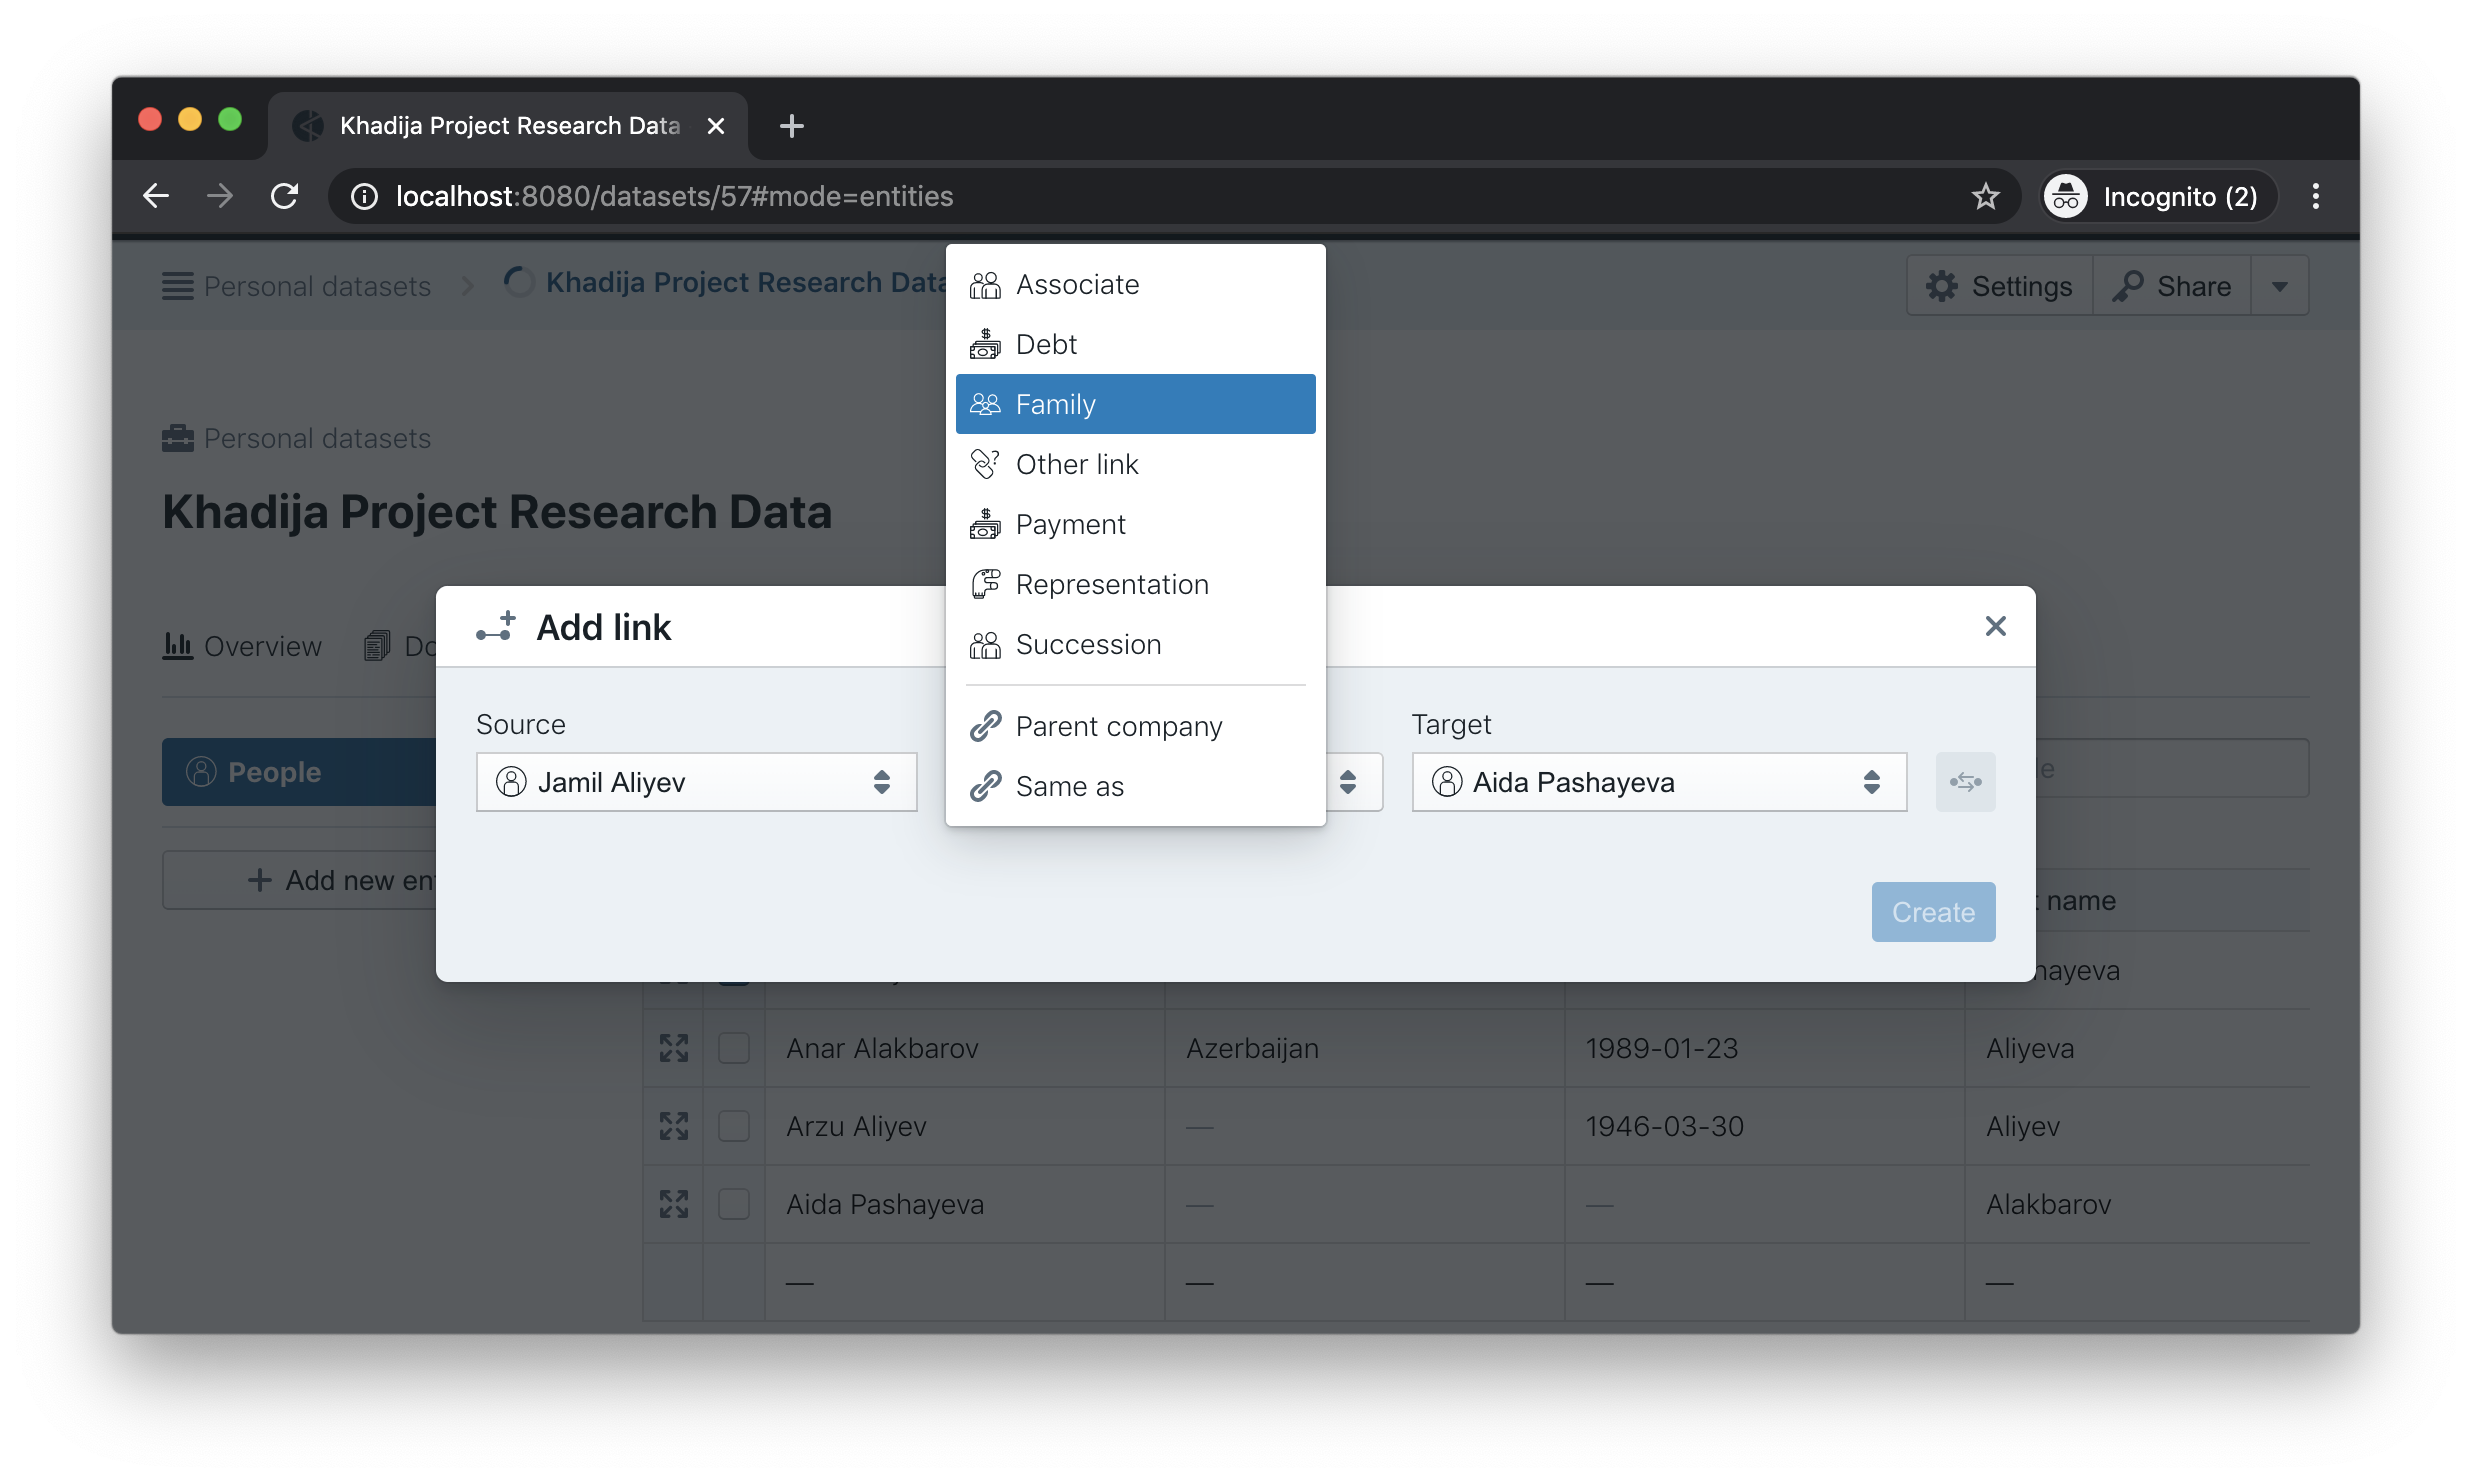 Khadija Project Research Data
localhost:8080/datasets/57#mode=entities
Incognito (2)
Personal datasets
Khadija Project Research Data
Settings
Share
Personal datasets
Khadija Project Research Data
Overview
People
Add new
Associate
Debt
Family
Other link
Payment
Representation
Succession
Parent company
Same as
Add link
Source
Jamil Aliyev
Target
Aida Pashayeva
Create
name
Anar Alakbarov
Azerbaijan
1989-01-23
Aliyeva
Arzu Aliyev
—
1946-03-30
Aliyev
Aida Pashayeva
—
—
Alakbarov
—
—
—
—